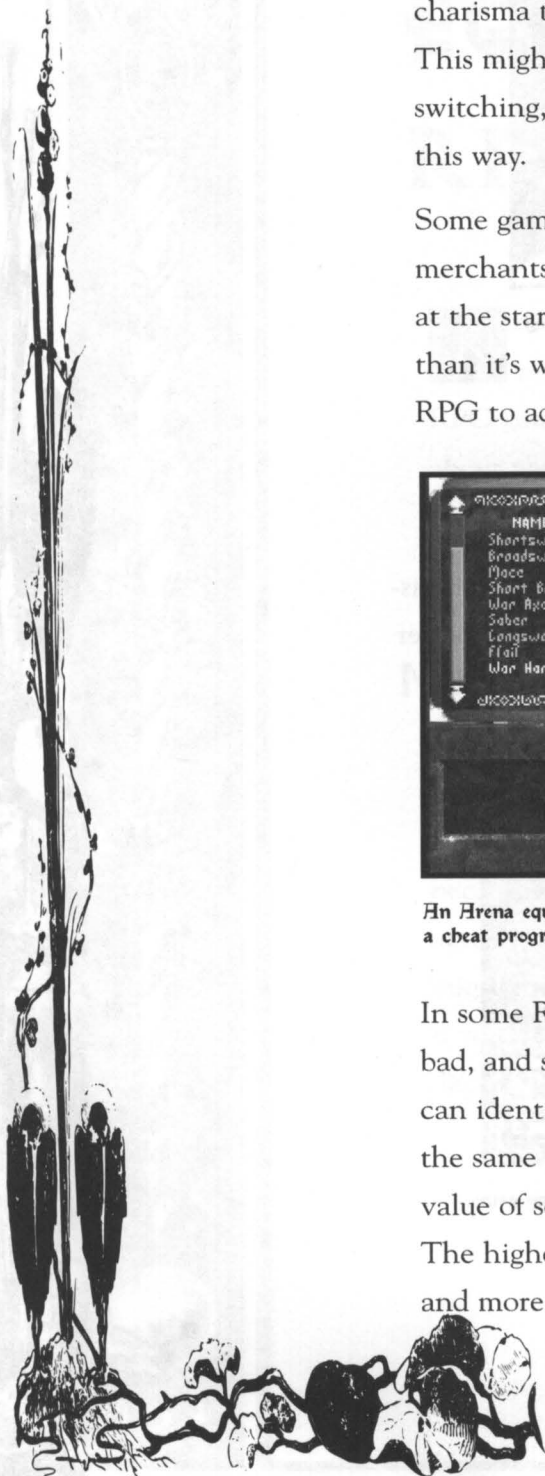 charisma t
This migh
switching,
this way.
Some gam
merchants
at the star
than it's w
RPG to ac
NAME
Shortsw
Broadsw
Mace
Short B
War Axe
Saber
Longswo
Flail
War Ham
An Arena equ
a cheat progr
In some R
bad, and s
can ident
the same
value of s
The highe
and more